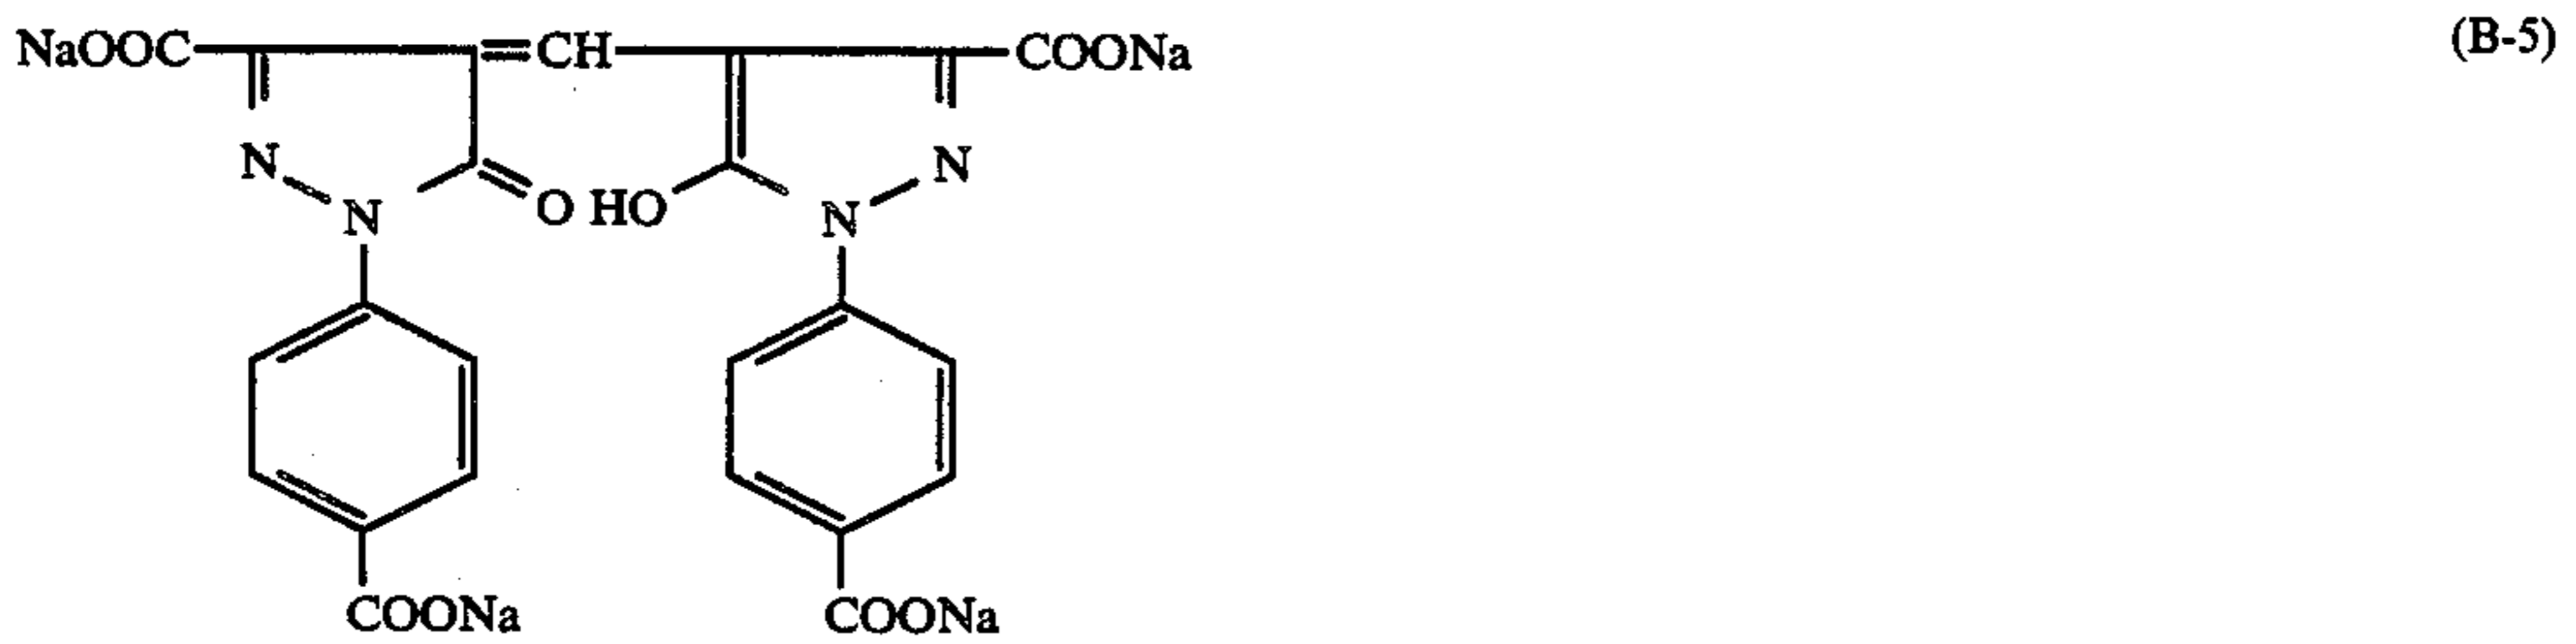 NaOOC =CH COONa (B-5)
N N
O HO
N N
COONa COONa